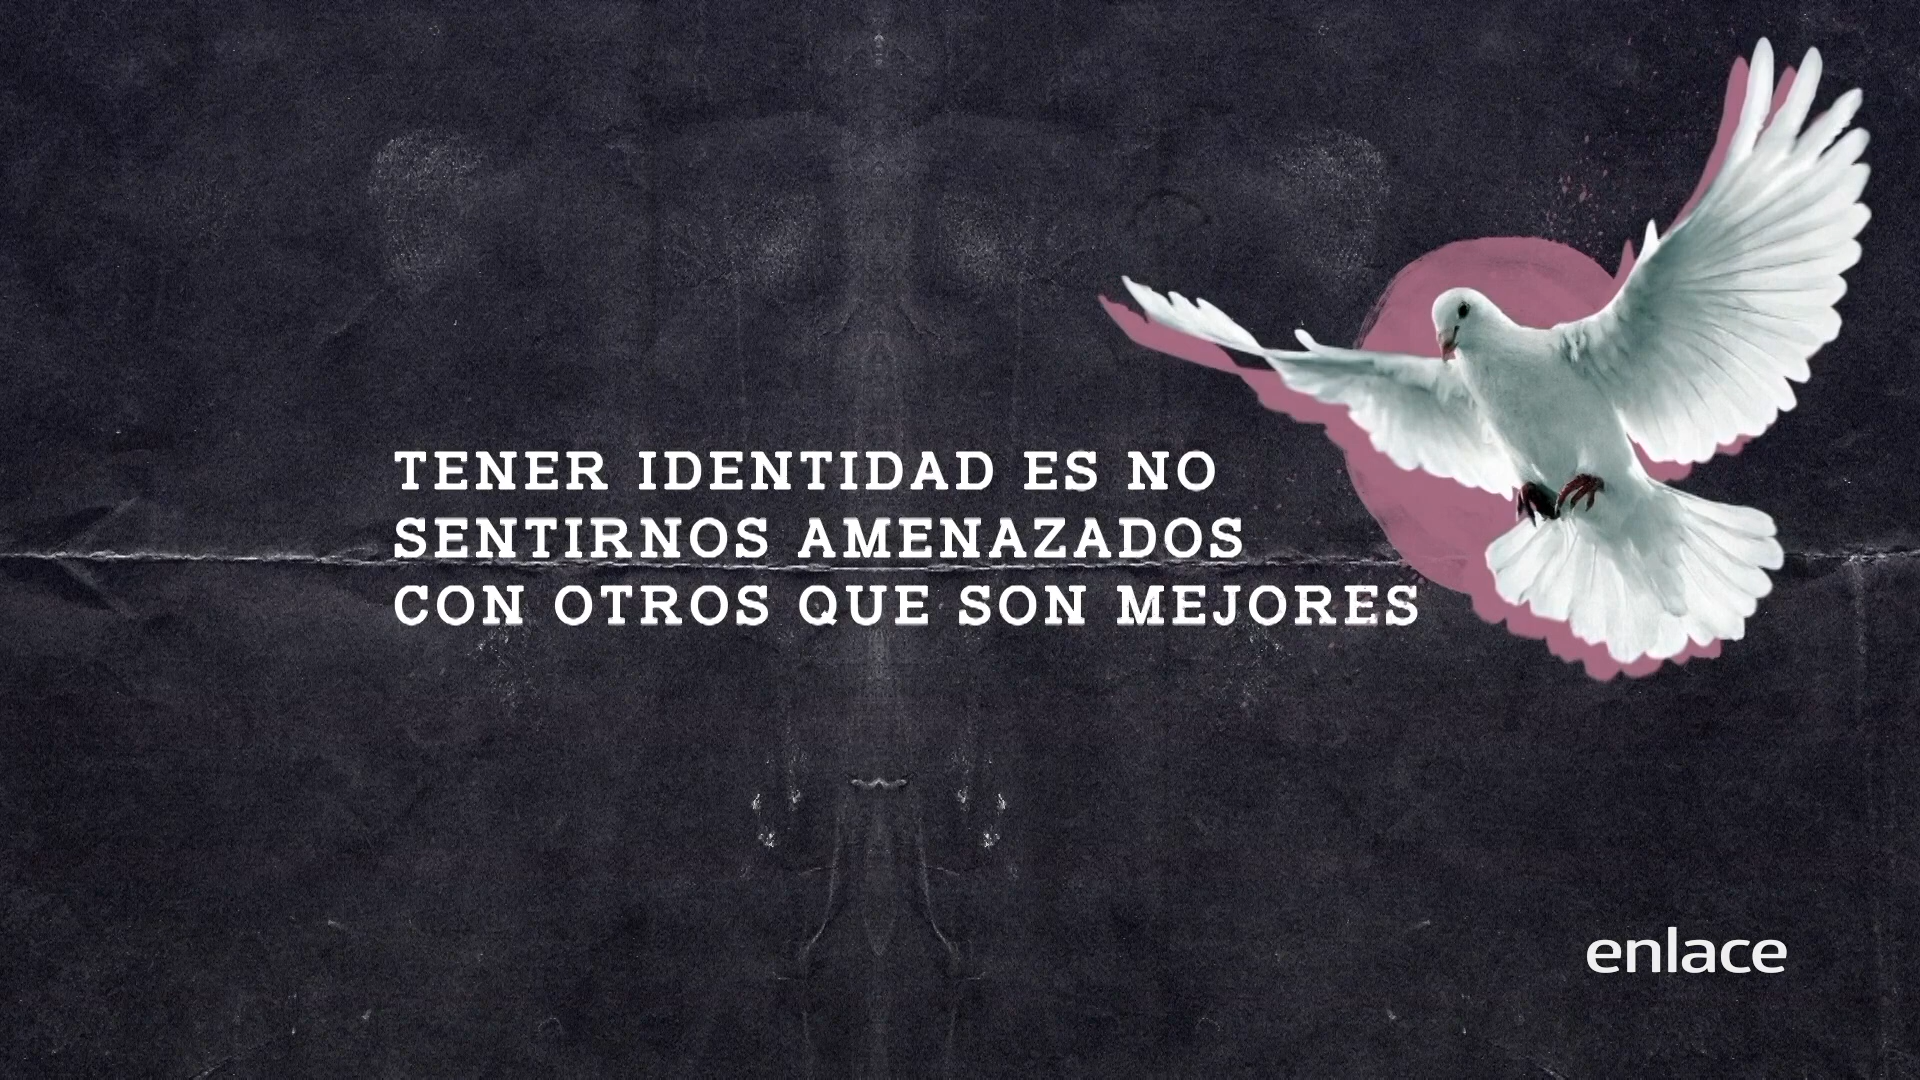 TENER IDENTIDAD ES NO
SENTIRNOS AMENAZADOS
CON OTROS QUE SON MEJORES
enlace